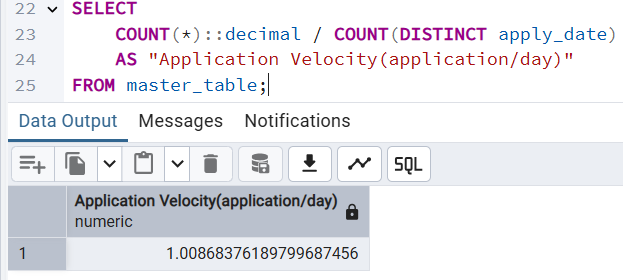 22 SELECT
23 COUNT(*)::decimal / COUNT(DISTINCT apply_date)
24 AS "Application Velocity(application/day)"
25 FROM master_table;
Data Output Messages Notifications
SQL
Application Velocity(application/day)
numeric
1 1.00868376189799687456